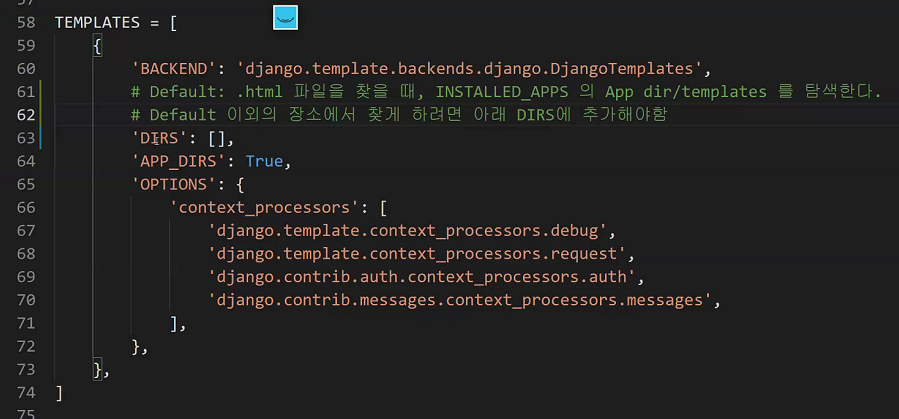 58 TEMPLATES = [
59 {
60 'BACKEND': 'django.template.backends.django.DjangoTemplates',
61 # Default: .html 파일을 찾을 때, INSTALLED_APPS 의 App dir/templates 를 탐색한다.
62 # Default 이외의 장소에서 찾게 하려면 아래 DIRS에 추가해야함
63 'DIRS': [],
64 'APP_DIRS': True,
65 'OPTIONS': {
66 'context_processors': [
67 'django.template.context_processors.debug',
68 'django.template.context_processors.request',
69 'django.contrib.auth.context_processors.auth',
70 'django.contrib.messages.context_processors.messages',
71 ],
72 },
73 },
74 ]
75